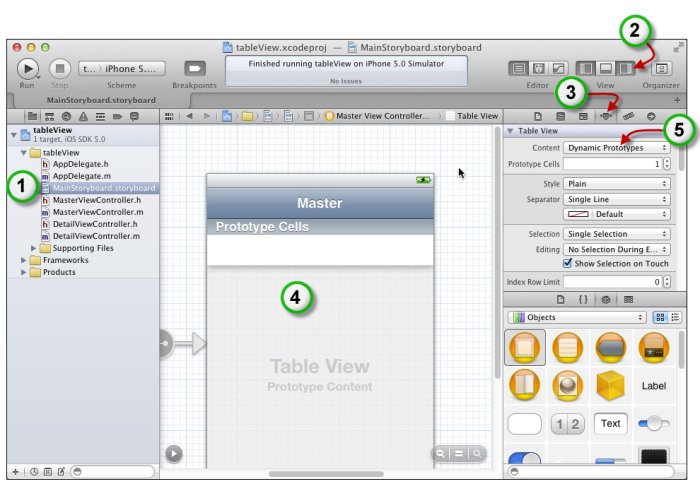 2
tableView.xcodeproj — MainStoryboard.storyboard
t... iPhone 5....
Finished running tableView on iPhone 5.0 Simulator
No Issues
Run Stop Scheme Breakpoints Editor View Organizer
MainStoryboard.storyboard
3
Master View Controller... Table View
tableView
1 target, iOS SDK 5.0
tableView
AppDelegate.h
AppDelegate.m
1
MainStoryboard.storyboard
MasterViewController.h
MasterViewController.m
DetailViewController.h
DetailViewController.m
Supporting Files
Frameworks
Products
Master
Prototype Cells
4
Table View
Prototype Content
Table View
5
Content Dynamic Prototypes
Prototype Cells 1
Style Plain
Separator Single Line
Default
Selection Single Selection
Editing No Selection During E...
Show Selection on Touch
Index Row Limit 0
{}
Objects
Label
1 2 Text